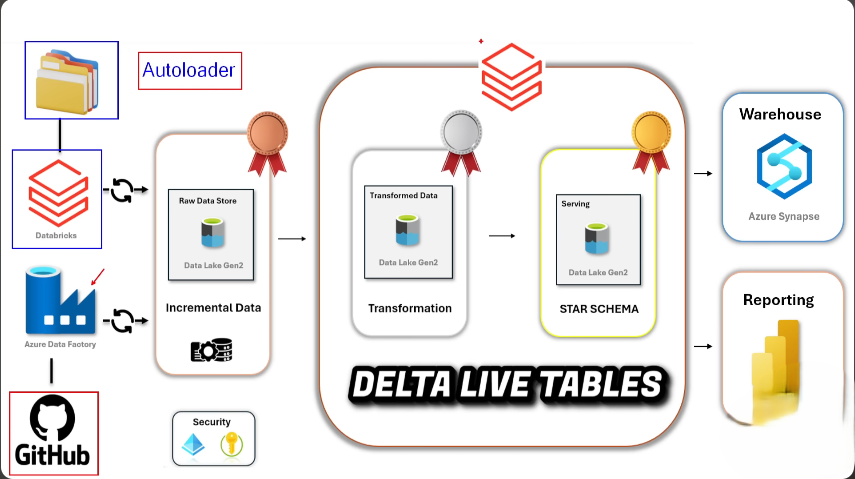 Autoloader
Databricks
Azure Data Factory
GitHub
Raw Data Store
Data Lake Gen2
Incremental Data
Security
Transformed Data
Data Lake Gen2
Transformation
Serving
Data Lake Gen2
STAR SCHEMA
DELTA LIVE TABLES
Warehouse
Azure Synapse
Reporting